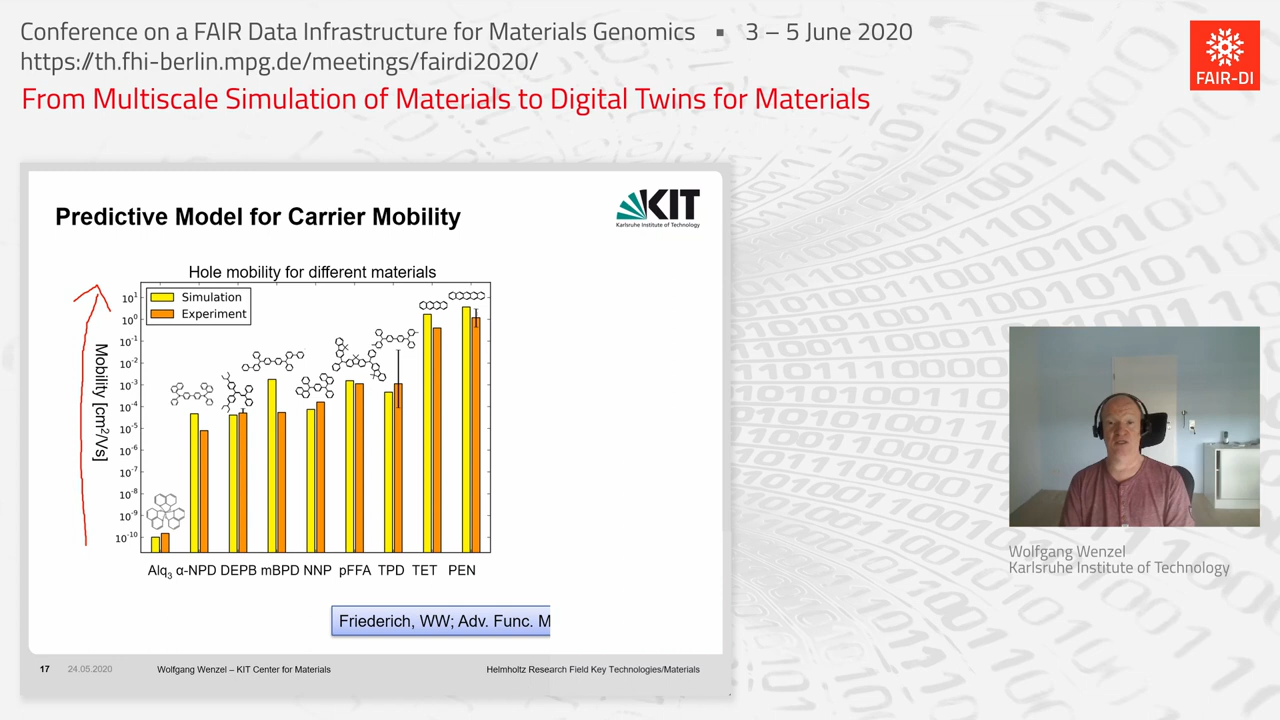 Conference on a FAIR Data Infrastructure for Materials Genomics ▪ 3 – 5 June 2020
https://th.fhi-berlin.mpg.de/meetings/fairdi2020/
From Multiscale Simulation of Materials to Digital Twins for Materials
FAIR-DI
Predictive Model for Carrier Mobility
KIT
Karlsruhe Institute of Technology
Hole mobility for different materials
Simulation
Experiment
Mobility [cm²/Vs]
10¹
10⁰
10⁻¹
10⁻²
10⁻³
10⁻⁴
10⁻⁵
10⁻⁶
10⁻⁷
10⁻⁸
10⁻⁹
10⁻¹⁰
Alq₃ α-NPD DEPB mBPD NNP pFFA TPD TET PEN
Friederich, WW; Adv. Func. M
17 24.05.2020 Wolfgang Wenzel – KIT Center for Materials Helmholtz Research Field Key Technologies/Materials
Wolfgang Wenzel
Karlsruhe Institute of Technology